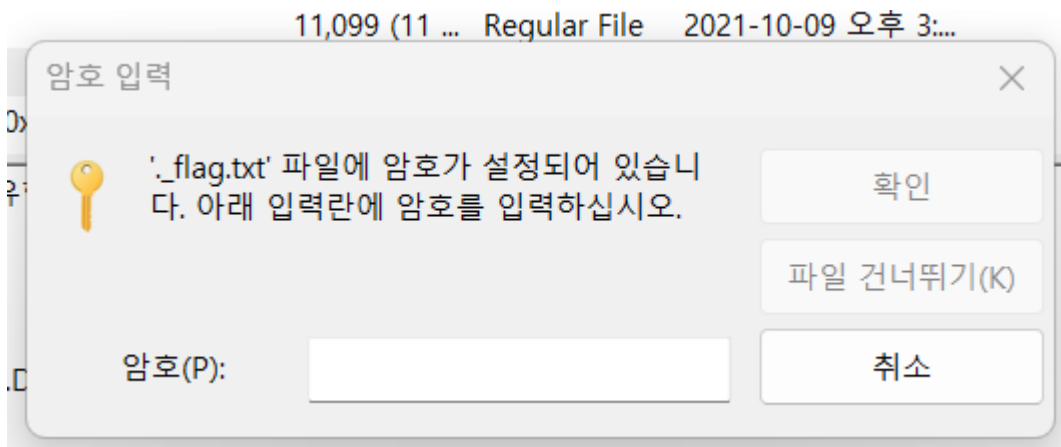 11,099 (11 ... Regular File 2021-10-09 오후 3:...
암호 입력
'._flag.txt' 파일에 암호가 설정되어 있습니
다. 아래 입력란에 암호를 입력하십시오.
확인
파일 건너뛰기(K)
암호(P):
취소